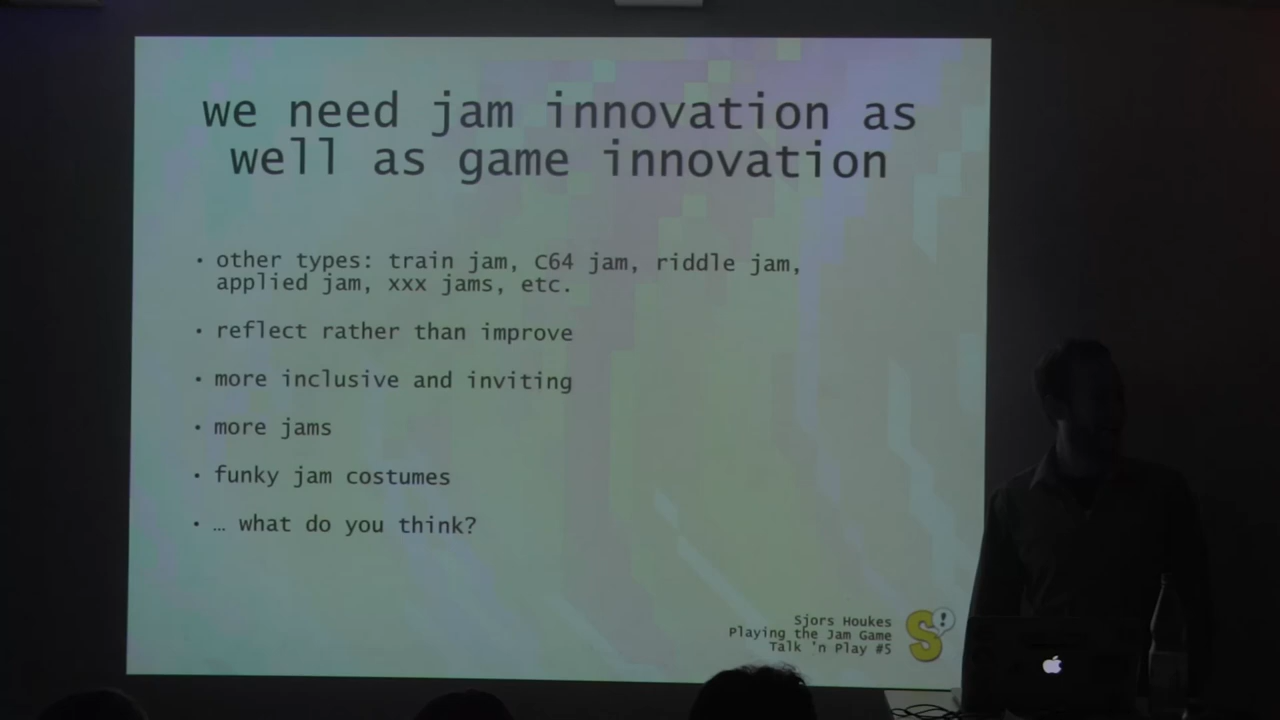 we need jam innovation as
well as game innovation
• other types: train jam, C64 jam, riddle jam,
applied jam, xxx jams, etc.
• reflect rather than improve
• more inclusive and inviting
• more jams
• funky jam costumes
• … what do you think?
Sjors Houkes
Playing the Jam Game
Talk 'n Play #5
S!